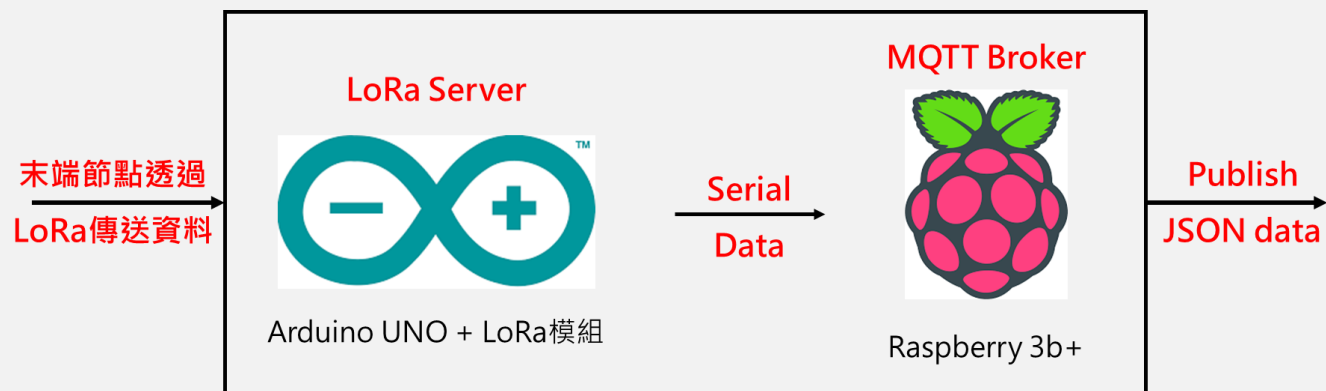 末端節點透過
LoRa傳送資料
LoRa Server
TM
Arduino UNO + LoRa模組
Serial
Data
MQTT Broker
Raspberry 3b+
Publish
JSON data